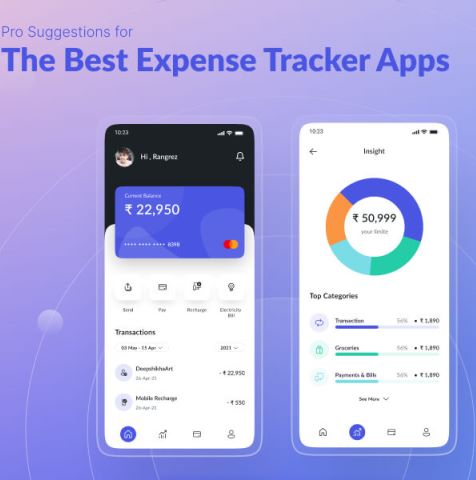 Pro Suggestions for
The Best Expense Tracker Apps
10:23
Hi , Rangrez
Current Balance
₹ 22,950
•••• •••• •••• 8398
Send
Pay
Recharge
Electricity
Bill
Transactions
03 May - 15 Apr
2021
DeepshikhaArt
26-Apr-21
- ₹ 22,950
Mobile Recharge
26-Apr-21
- ₹ 550
10:23
Insight
₹ 50,999
your limite
Top Categories
Transaction
56% • ₹ 1,890
Groceries
56% • ₹ 1,890
Payments & Bills
56% • ₹ 1,890
See More